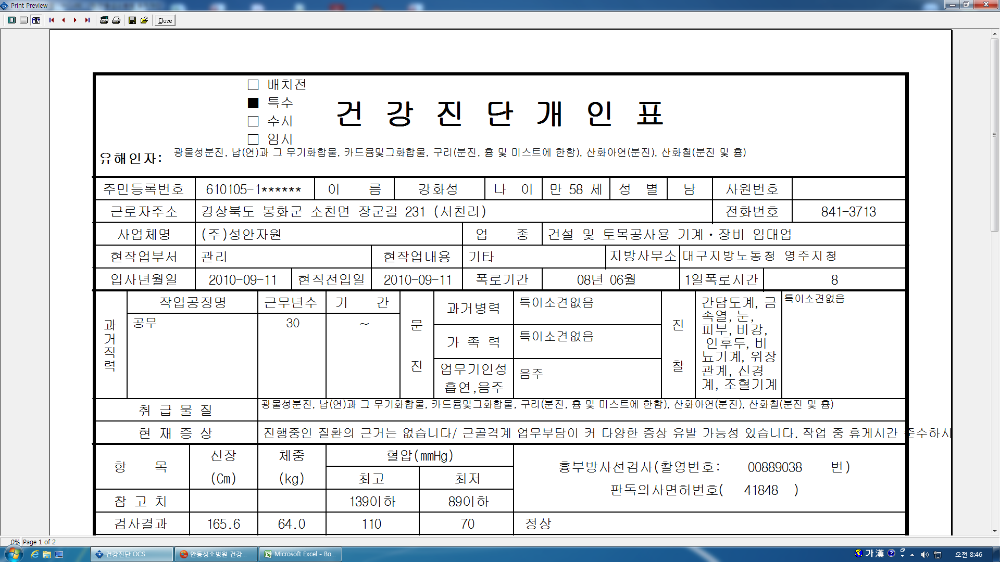 Print Preview
Close
□ 배치전
■ 특수
□ 수시
□ 임시
건 강 진 단 개 인 표
유해인자: 광물성분진, 납(연)과 그 무기화합물, 카드뮴및그화합물, 구리(분진, 흄 및 미스트에 한함), 산화아연(분진), 산화철(분진 및 흄)
주민등록번호 610105-1****** 이 름 강화성 나 이 만 58 세 성 별 남 사원번호
근로자주소 경상북도 봉화군 소천면 장군길 231 (서천리) 전화번호 841-3713
사업체명 (주)성안자원 업 종 건설 및 토목공사용 기계·장비 임대업
현작업부서 관리 현작업내용 기타 지방사무소 대구지방노동청 영주지청
입사년월일 2010-09-11 현직전입일 2010-09-11 폭로기간 08년 06월 1일폭로시간 8
과거직력
작업공정명 근무년수 기 간
공무 30 ~
문진
과거병력 특이소견없음
가 족 력 특이소견없음
업무기인성
흡연,음주
음주
진찰
간담도계, 금
속열, 눈,
피부, 비강,
인후두, 비
뇨기계, 위장
관계, 신경
계, 조혈기계
특이소견없음
취 급 물 질 광물성분진, 납(연)과 그 무기화합물, 카드뮴및그화합물, 구리(분진, 흄 및 미스트에 한함), 산화아연(분진), 산화철(분진 및 흄)
현 재 증 상 진행중인 질환의 근거는 없습니다/ 근골격계 업무부담이 커 다양한 증상 유발 가능성 있습니다. 작업 중 휴게시간 준수하시
항 목 신장 (Cm) 체중 (kg) 혈압(mmHg) 최고 최저
흉부방사선검사(촬영번호: 00889038 번)
판독의사면허번호( 41848 )
참 고 치 139이하 89이하
검사결과 165.6 64.0 110 70 정상
0% Page 1 of 2
건강진단 OCS
안동성소병원 건강...
Microsoft Excel - Bo...
가 漢
오전 8:46